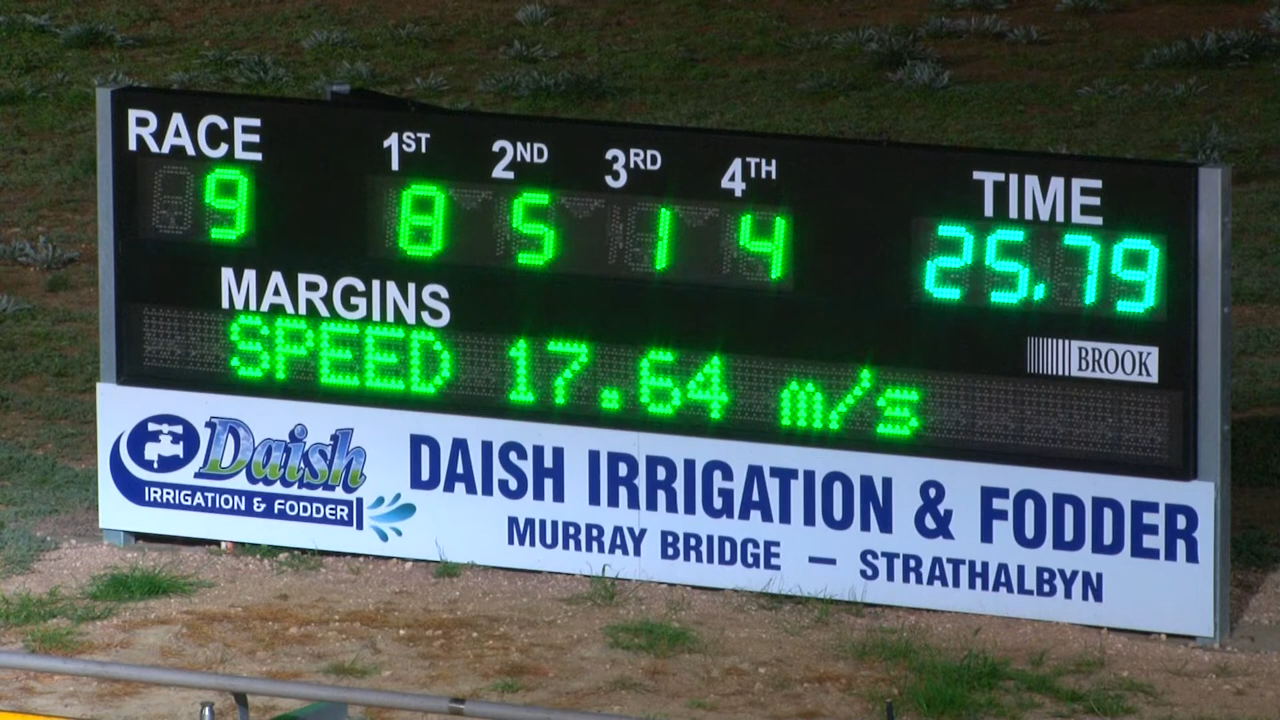 RACE 1ST 2ND 3RD 4TH TIME
9 8 5 1 4 25.79
MARGINS
SPEED 17.64 m/s
BROOK
Daish
IRRIGATION & FODDER
DAISH IRRIGATION & FODDER
MURRAY BRIDGE – STRATHALBYN